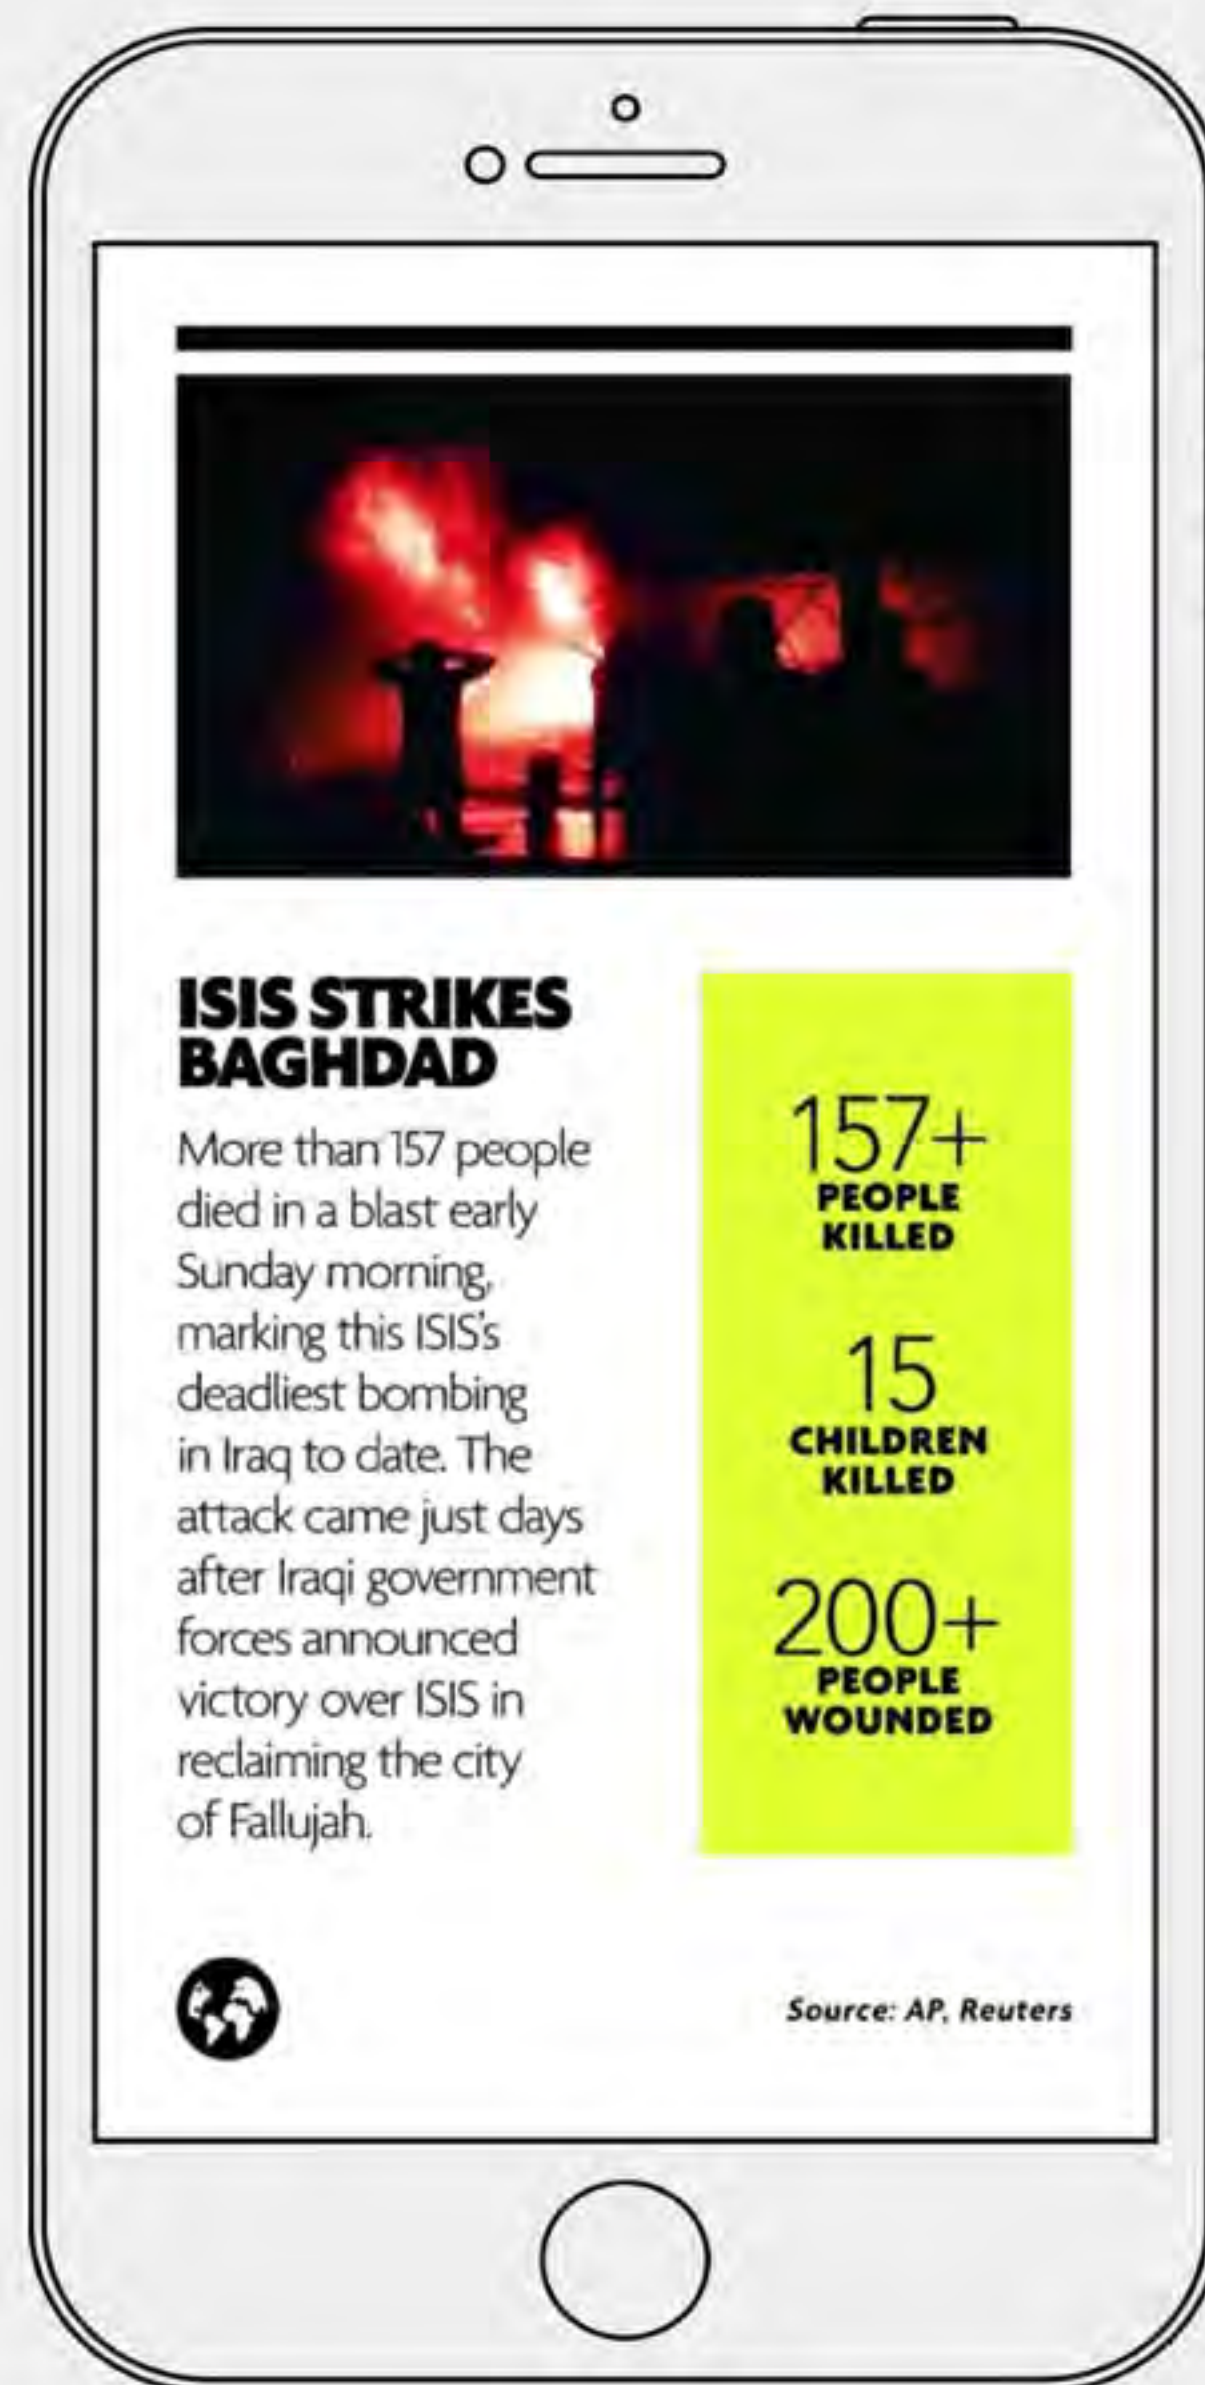 ISIS STRIKES
BAGHDAD
More than 157 people
died in a blast early
Sunday morning,
marking this ISIS's
deadliest bombing
in Iraq to date. The
attack came just days
after Iraqi government
forces announced
victory over ISIS in
reclaiming the city
of Fallujah.
157+
PEOPLE
KILLED
15
CHILDREN
KILLED
200+
PEOPLE
WOUNDED
Source: AP, Reuters